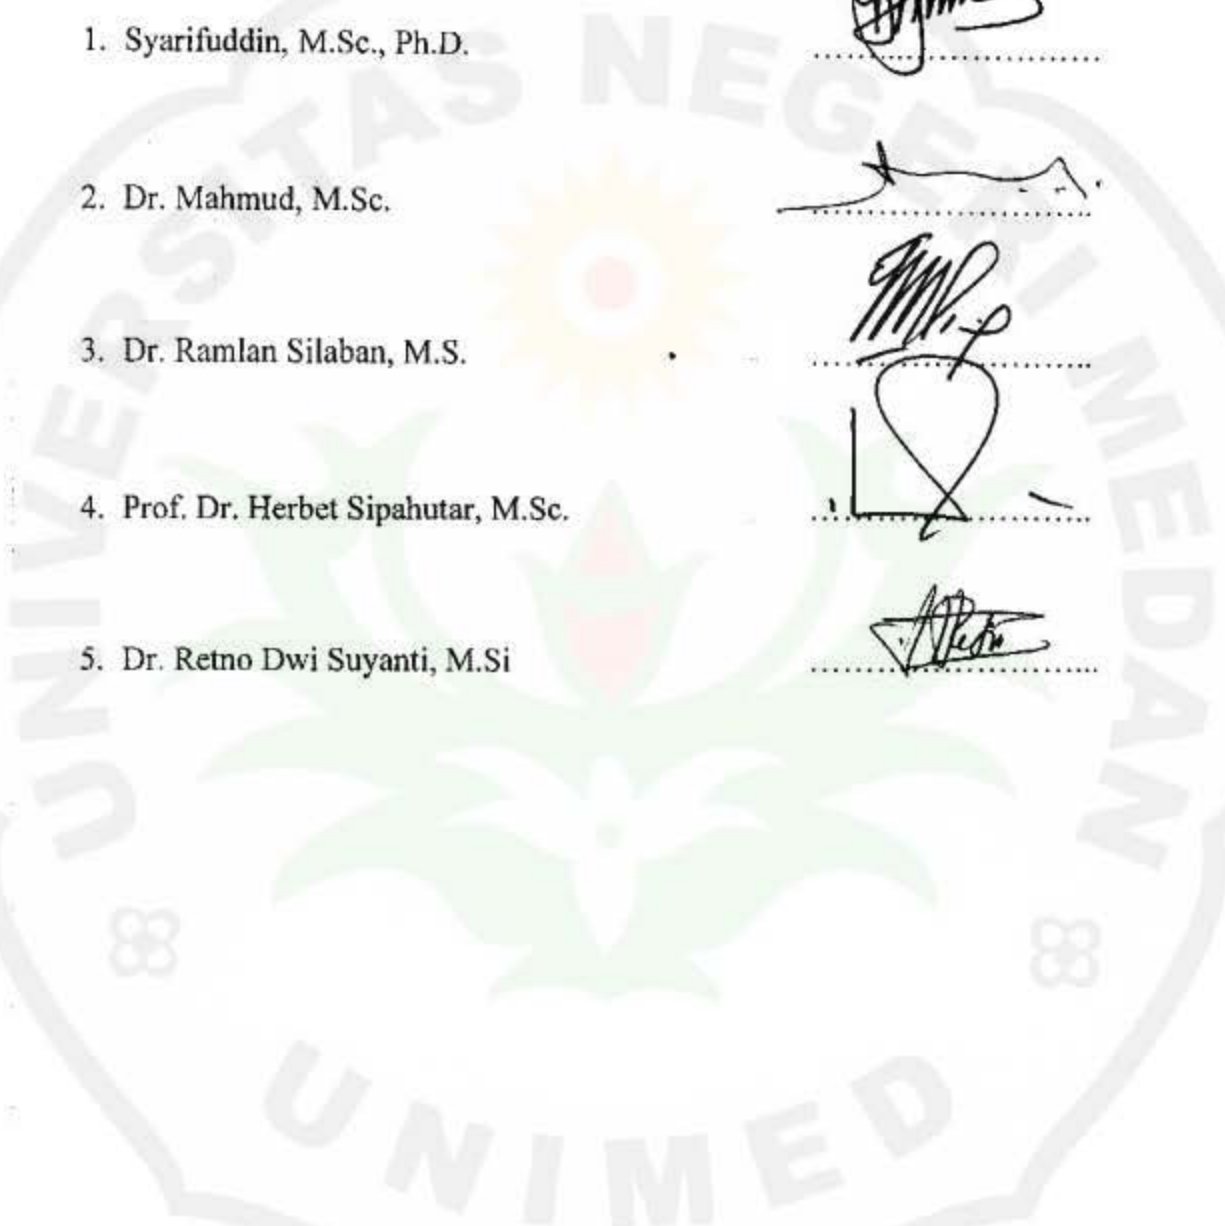 1. Syarifuddin, M.Sc., Ph.D.
2. Dr. Mahmud, M.Sc.
3. Dr. Ramlan Silaban, M.S.
4. Prof. Dr. Herbet Sipahutar, M.Sc.
5. Dr. Retno Dwi Suyanti, M.Si
UNIVERSITAS NEGERI MEDAN
UNIMED